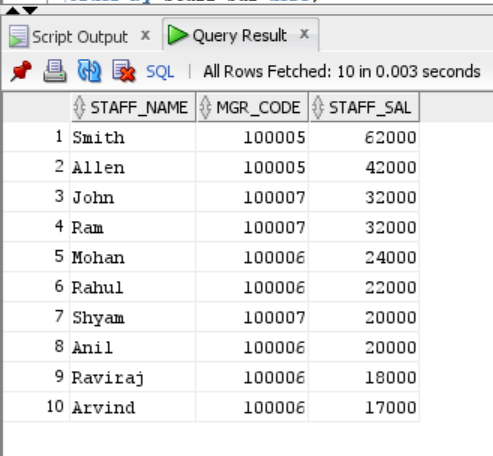 Script Output x Query Result x
SQL | All Rows Fetched: 10 in 0.003 seconds
STAFF_NAME MGR_CODE STAFF_SAL
1 Smith 100005 62000
2 Allen 100005 42000
3 John 100007 32000
4 Ram 100007 32000
5 Mohan 100006 24000
6 Rahul 100006 22000
7 Shyam 100007 20000
8 Anil 100006 20000
9 Raviraj 100006 18000
10 Arvind 100006 17000